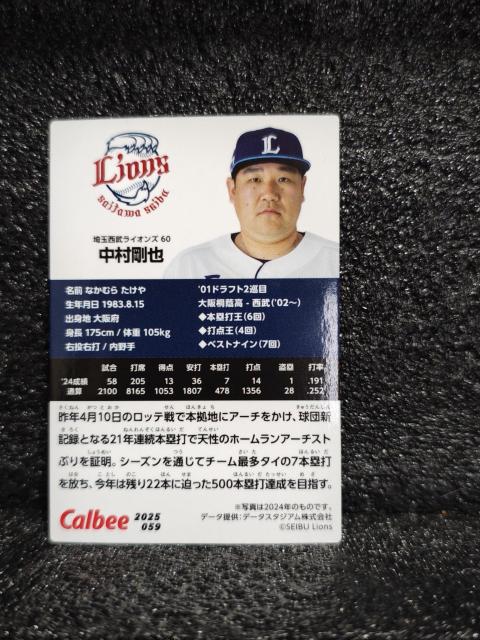 Lions
saitama seibu
埼玉西武ライオンズ 60
中村剛也
名前 なかむら たけや
生年月日 1983.8.15
出身地 大阪府
身長 175cm / 体重 105kg
右投右打 / 内野手
'01ドラフト2巡目
大阪桐蔭高 - 西武('02〜)
◆本塁打王(6回)
◆打点王(4回)
◆ベストナイン(7回)
試合 打席 得点 安打 本塁打 打点 盗塁 打率
'24成績 58 205 13 36 7 14 1 .191
通算 2100 8165 1053 1807 478 1356 28 .252
昨年4月10日のロッテ戦で本拠地にアーチをかけ、球団新
記録となる21年連続本塁打で天性のホームランアーチスト
ぶりを証明。シーズンを通じてチーム最多タイの7本塁打
を放ち、今年は残り22本に迫った500本塁打達成を目指す。
※写真は2024年のものです。
Calbee 2025
059
データ提供:データスタジアム株式会社
©SEIBU Lions